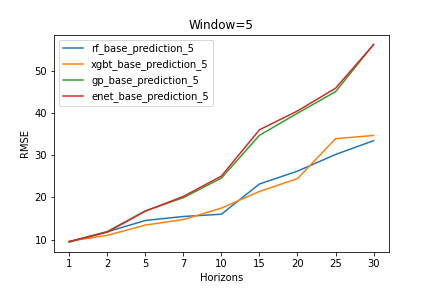 Window=5
rf_base_prediction_5
xgbt_base_prediction_5
gp_base_prediction_5
enet_base_prediction_5
50
40
30
20
10
RMSE
1 2 5 7 10 15 20 25 30
Horizons